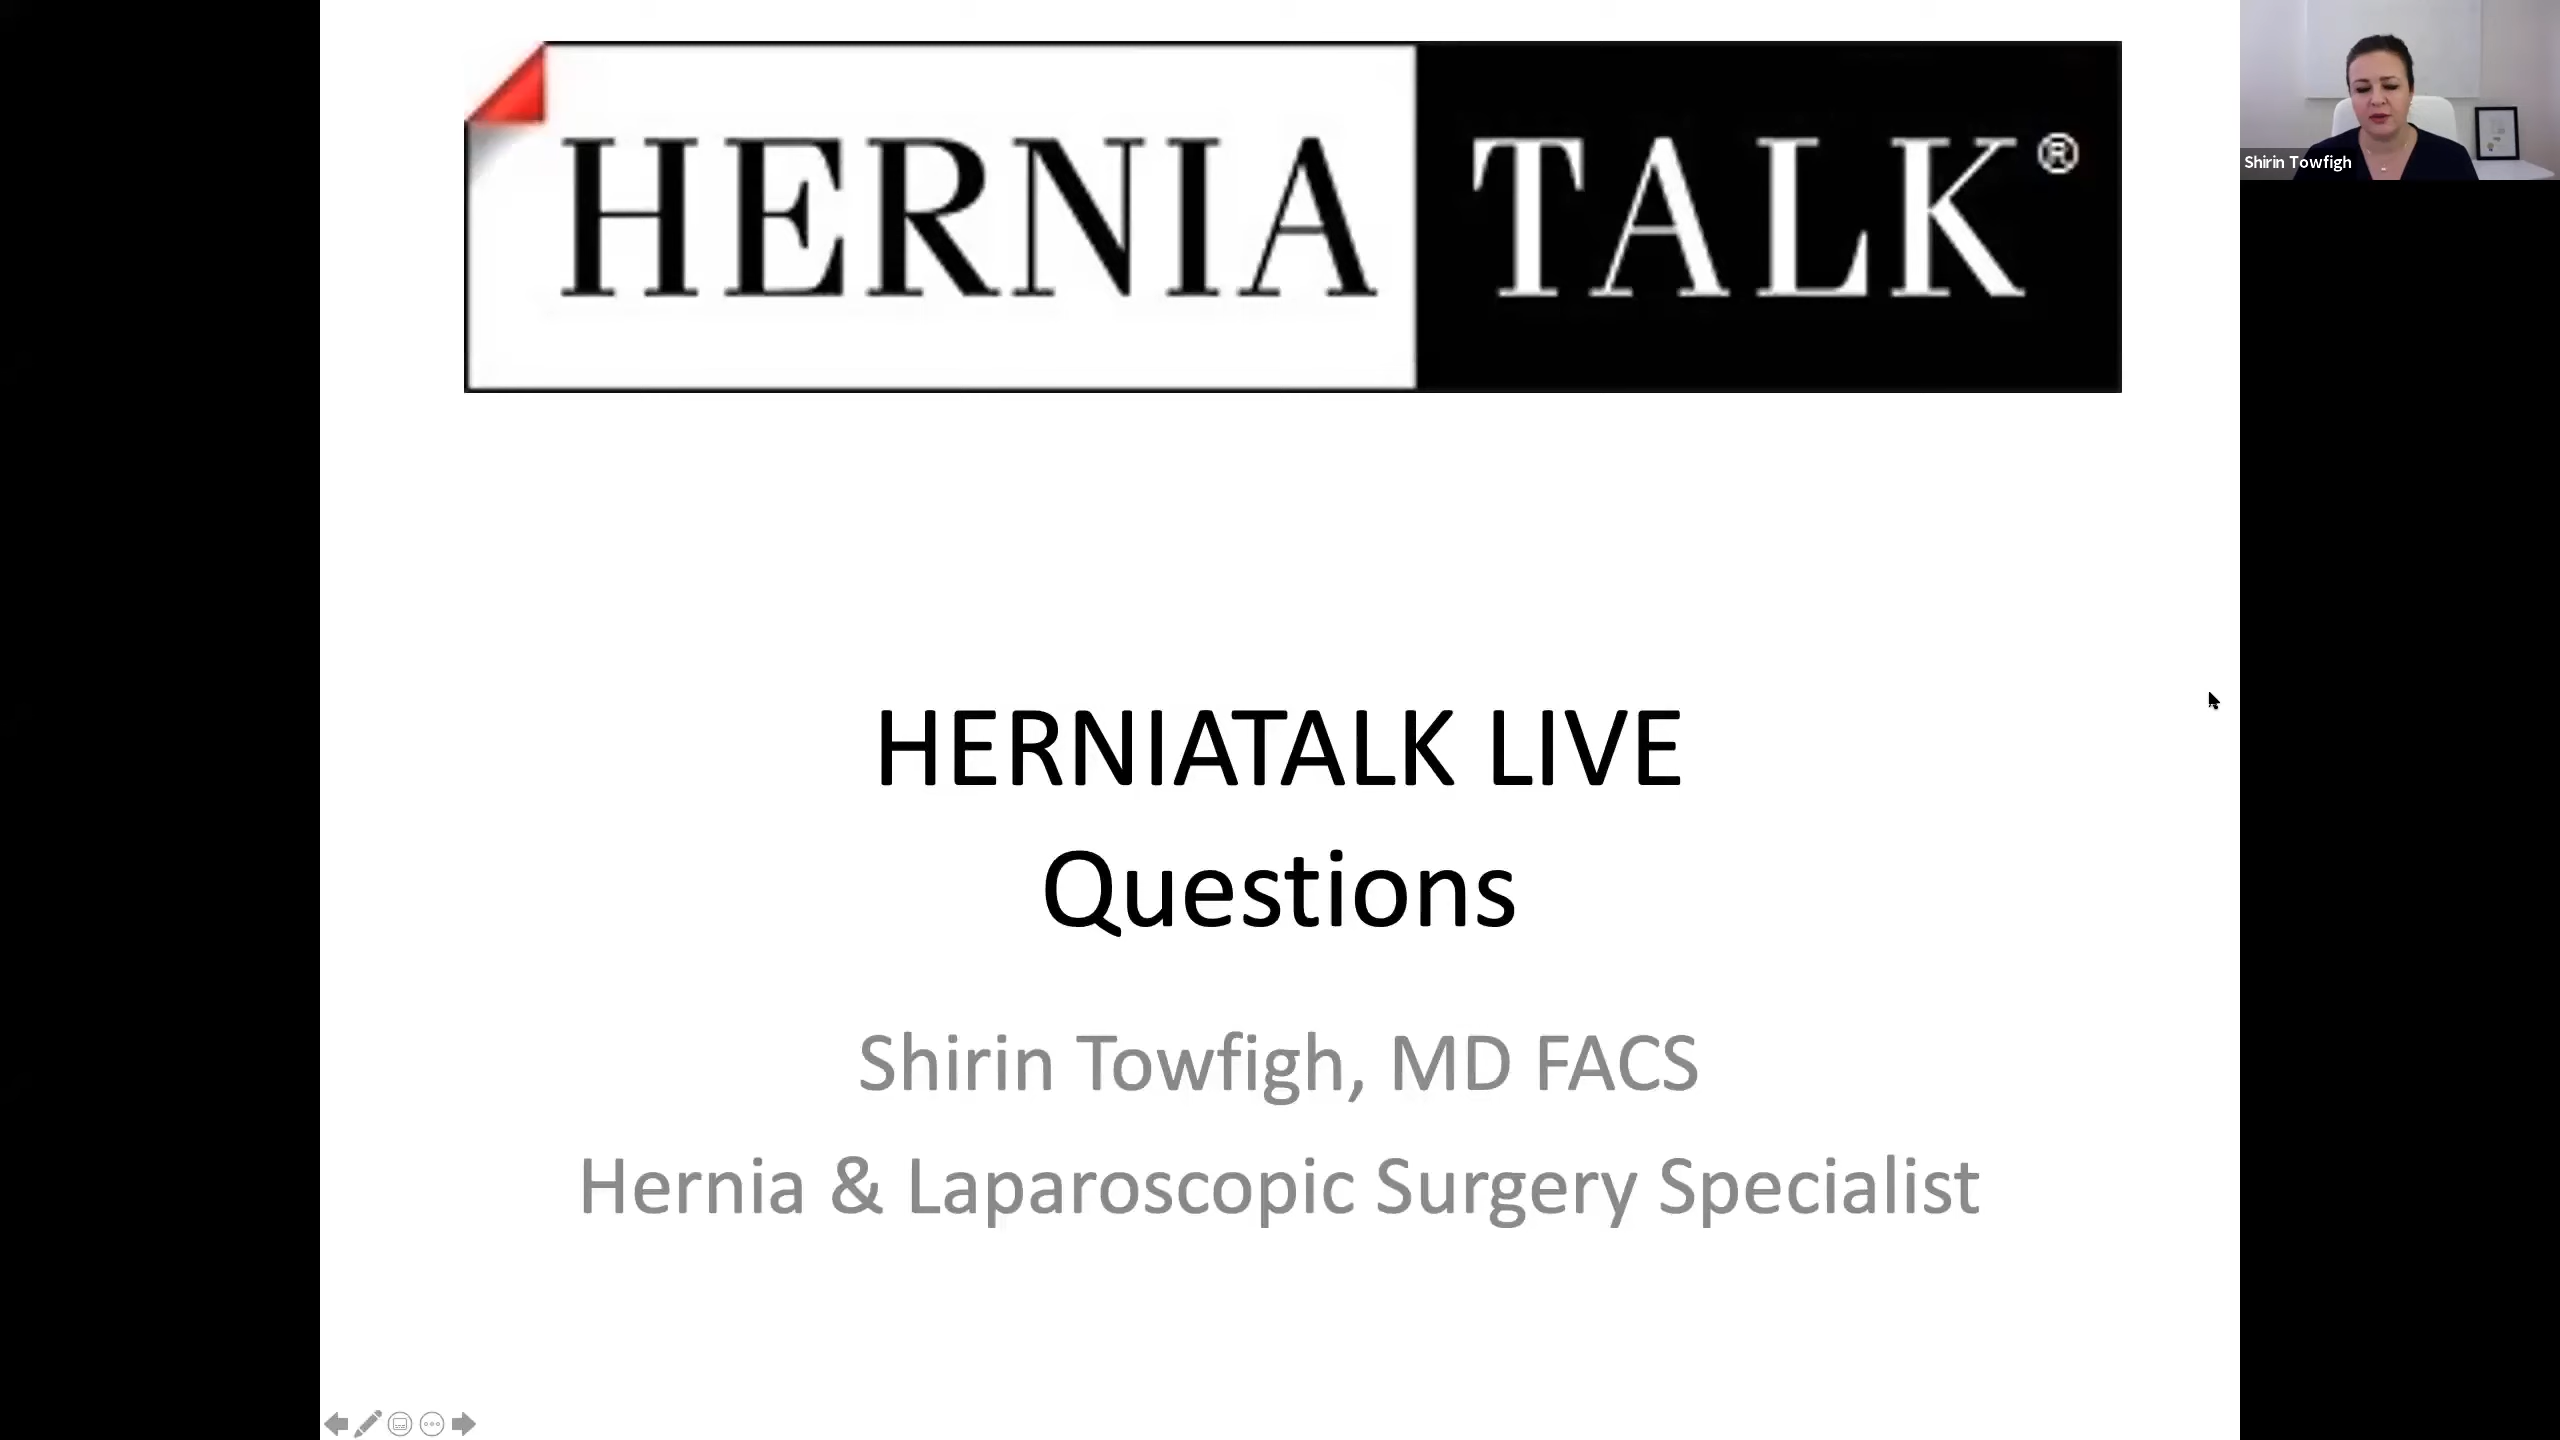 HERNIA TALK®
Shirin Towfigh
HERNIATALK LIVE
Questions
Shirin Towfigh, MD FACS
Hernia & Laparoscopic Surgery Specialist